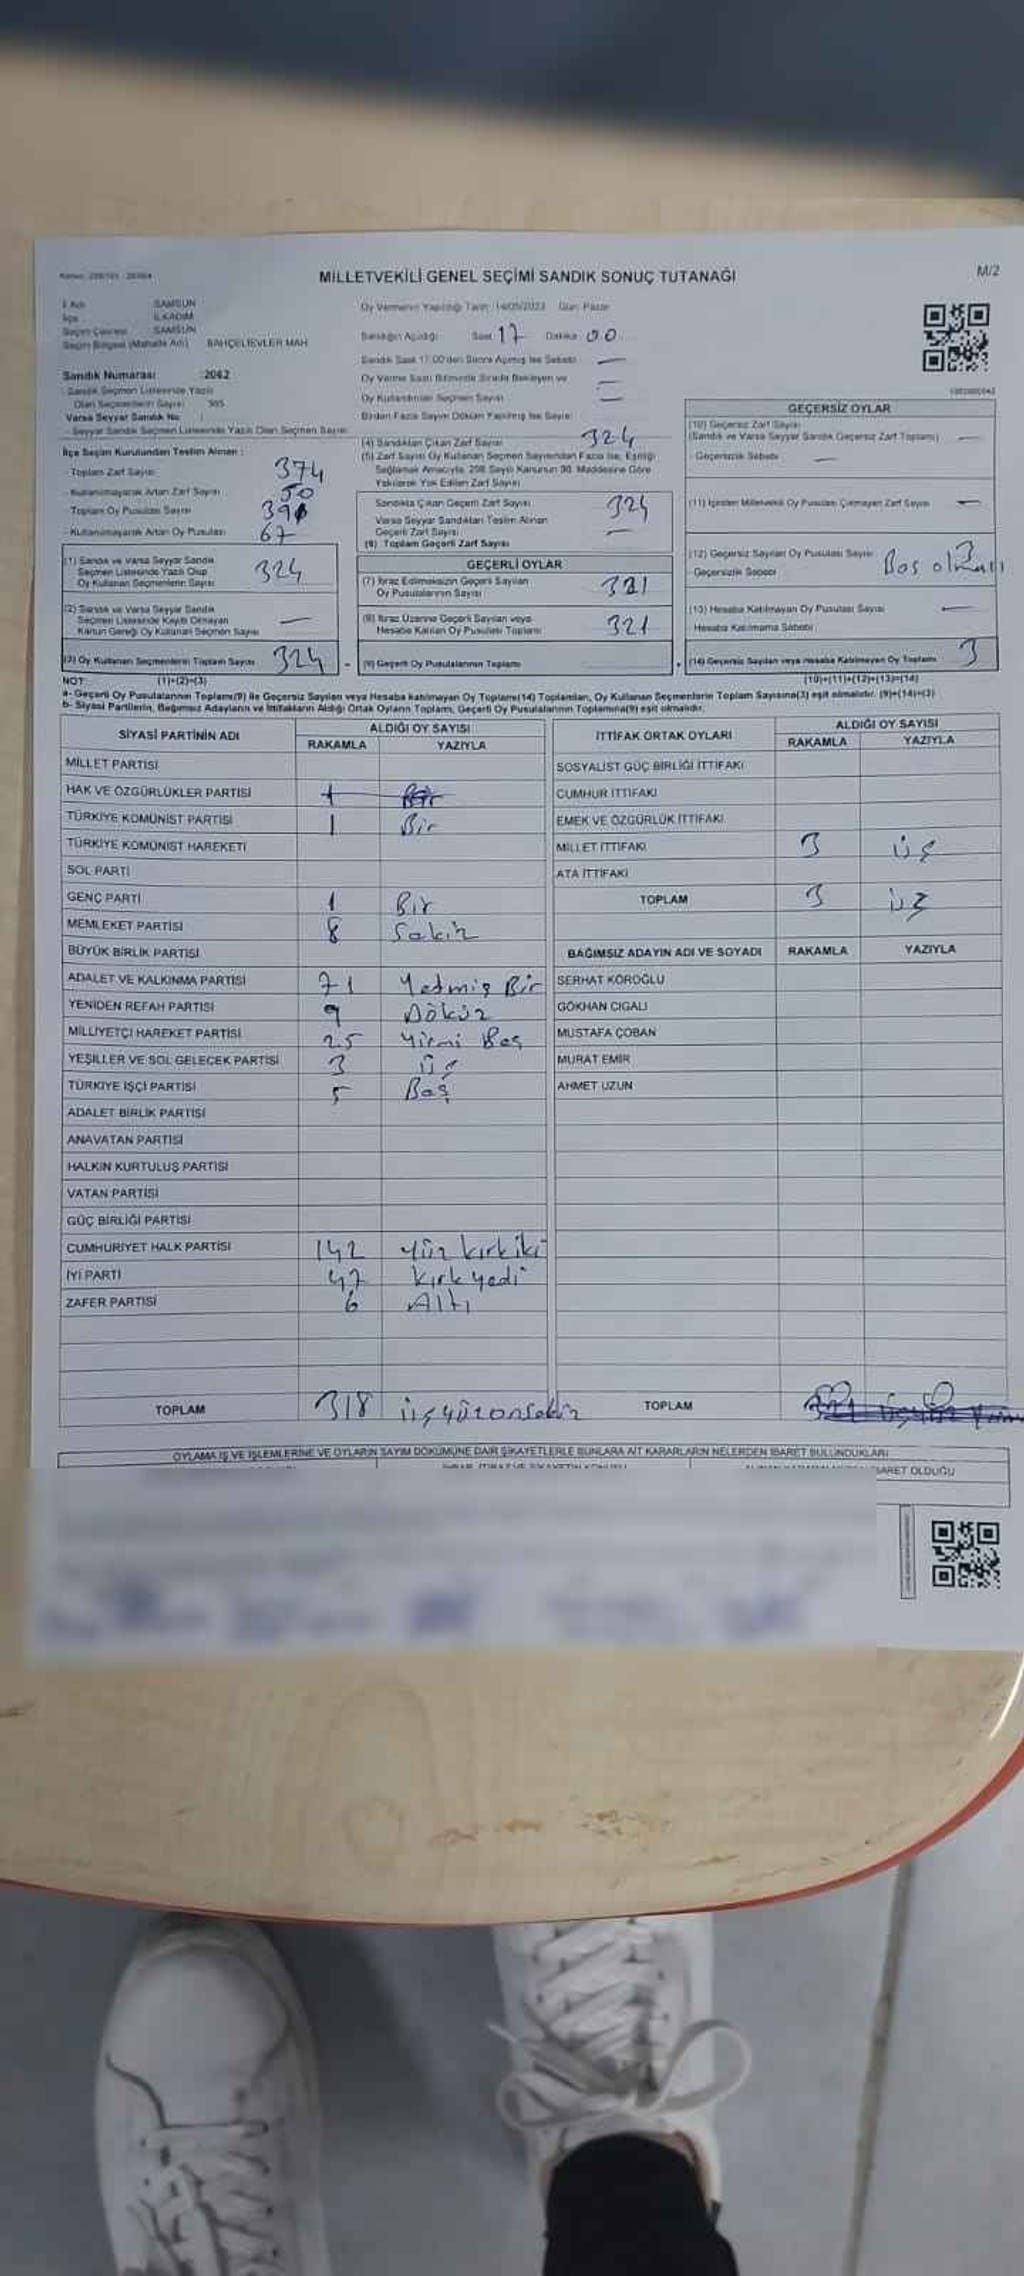 MİLLETVEKİLİ GENEL SEÇİMİ SANDIK SONUÇ TUTANAĞI
M/2
İl Adı SAMSUN
İlçe İLKADIM
Seçim Çevresi SAMSUN
Seçim Bölgesi (Mahalle Adı) BAHÇELİEVLER MAH
Oy Vermenin Yapıldığı Tarih: 14/05/2023 Gün: Pazar
Sandığın Açıldığı Saat 17 Dakika 00
Sandık Saat 17:00'den Sonra Açılmış İse Sebebi —
Oy Verme Saati Bitiminde Sırada Bekleyen ve —
Oy Kullandırılan Seçmen Sayısı —
Birden Fazla Sayım Döküm Yapılmış İse Sayısı
Sandık Numarası : 2062
Sandık Seçmen Listesinde Yazılı
Olan Seçmenlerin Sayısı 365
Varsa Seyyar Sandık No :
- Seyyar Sandık Seçmen Listesinde Yazılı Olan Seçmen Sayısı
İlçe Seçim Kurulundan Teslim Alınan :
- Toplam Zarf Sayısı 374
- Kullanılmayarak Artan Zarf Sayısı 50
- Toplam Oy Pusulası Sayısı
- Kullanılmayarak Artan Oy Pusulası 67
(1) Sandık ve Varsa Seyyar Sandık
Seçmen Listesinde Yazılı Olup
Oy Kullanan Seçmenlerin Sayısı 324
(2) Sandık ve Varsa Seyyar Sandık
Seçmen Listesinde Kayıtlı Olmayan
Kanun Gereği Oy Kullanan Seçmen Sayısı —
(3) Oy Kullanan Seçmenlerin Toplam Sayısı 324
(1)+(2)=(3)
(4) Sandıktan Çıkan Zarf Sayısı 324
(5) Zarf Sayısı Oy Kullanan Seçmen Sayısından Fazla İse, Eşitliği
Sağlamak Amacıyla, 298 Sayılı Kanunun 98. Maddesine Göre
Yakılarak Yok Edilen Zarf Sayısı
Sandıkta Çıkan Geçerli Zarf Sayısı 324
Varsa Seyyar Sandıktan Teslim Alınan
Geçerli Zarf Sayısı —
(6) Toplam Geçerli Zarf Sayısı
GEÇERLİ OYLAR
(7) İtiraz Edilmeksizin Geçerli Sayılan
Oy Pusulalarının Sayısı 321
(8) İtiraz Üzerine Geçerli Sayılan veya
Hesaba Katılan Oy Pusulası Toplamı 321
(9) Geçerli Oy Pusulalarının Toplamı
GEÇERSİZ OYLAR
(10) Geçersiz Zarf Sayısı
(Sandık ve Varsa Seyyar Sandık Geçersiz Zarf Toplamı) —
Geçersizlik Sebebi —
(11) İçinden Milletvekili Oy Pusulası Çıkmayan Zarf Sayısı —
(12) Geçersiz Sayılan Oy Pusulası Sayısı 3
Geçersizlik Sebebi Boş olması
(13) Hesaba Katılmayan Oy Pusulası Sayısı —
Hesaba Katılmama Sebebi
(14) Geçersiz Sayılan veya Hesaba Katılmayan Oy Toplamı 3
(10)+(11)+(12)+(13)=(14)
NOT
a- Geçerli Oy Pusulalarının Toplamı(9) ile Geçersiz Sayılan veya Hesaba katılmayan Oy Toplamı(14) Toplamları, Oy Kullanan Seçmenlerin Toplam Sayısına(3) eşit olmalıdır. (9)+(14)=(3)
b- Siyasi Partilerin, Bağımsız Adayların ve İttifakların Aldığı Ortak Oyların Toplamı, Geçerli Oy Pusulalarının Toplamına(9) eşit olmalıdır.
SİYASİ PARTİNİN ADI ALDIĞI OY SAYISI
RAKAMLA YAZIYLA
MİLLET PARTİSİ
HAK VE ÖZGÜRLÜKLER PARTİSİ 1 Bir
TÜRKİYE KOMÜNİST PARTİSİ 1 Bir
TÜRKİYE KOMÜNİST HAREKETİ
SOL PARTİ
GENÇ PARTİ 1 Bir
MEMLEKET PARTİSİ 8 Sekiz
BÜYÜK BİRLİK PARTİSİ
ADALET VE KALKINMA PARTİSİ 71 Yetmiş Bir
YENİDEN REFAH PARTİSİ 9 Dokuz
MİLLİYETÇİ HAREKET PARTİSİ 25 Yirmi Beş
YEŞİLLER VE SOL GELECEK PARTİSİ 3 Üç
TÜRKİYE İŞÇİ PARTİSİ 5 Beş
ADALET BİRLİK PARTİSİ
ANAVATAN PARTİSİ
HALKIN KURTULUŞ PARTİSİ
VATAN PARTİSİ
GÜÇ BİRLİĞİ PARTİSİ
CUMHURİYET HALK PARTİSİ 142 Yüz kırk iki
İYİ PARTİ 47 kırk yedi
ZAFER PARTİSİ 6 Altı
TOPLAM 318 üçyüzonsekiz
İTTİFAK ORTAK OYLARI ALDIĞI OY SAYISI
RAKAMLA YAZIYLA
SOSYALİST GÜÇ BİRLİĞİ İTTİFAKI
CUMHUR İTTİFAKI
EMEK VE ÖZGÜRLÜK İTTİFAKI
MİLLET İTTİFAKI 3 üç
ATA İTTİFAKI
TOPLAM 3 üç
BAĞIMSIZ ADAYIN ADI VE SOYADI RAKAMLA YAZIYLA
SERHAT KÖROĞLU
GÖKHAN CIGALI
MUSTAFA ÇOBAN
MURAT EMİR
AHMET UZUN
TOPLAM
OYLAMA İŞ VE İŞLEMLERİNE VE OYLARIN SAYIM DÖKÜMÜNE DAİR ŞİKAYETLERLE BUNLARA AİT KARARLARIN NELERDEN İBARET BULUNDUKLARI
İBARET OLDUĞU